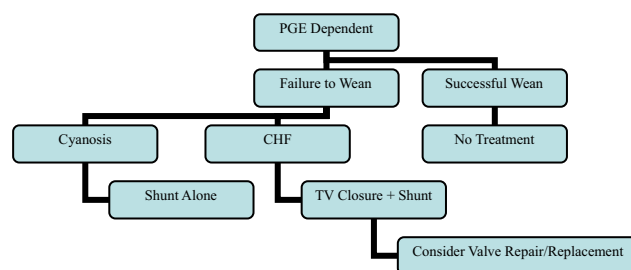 PGE Dependent
Failure to Wean
Successful Wean
Cyanosis
CHF
No Treatment
Shunt Alone
TV Closure + Shunt
Consider Valve Repair/Replacement